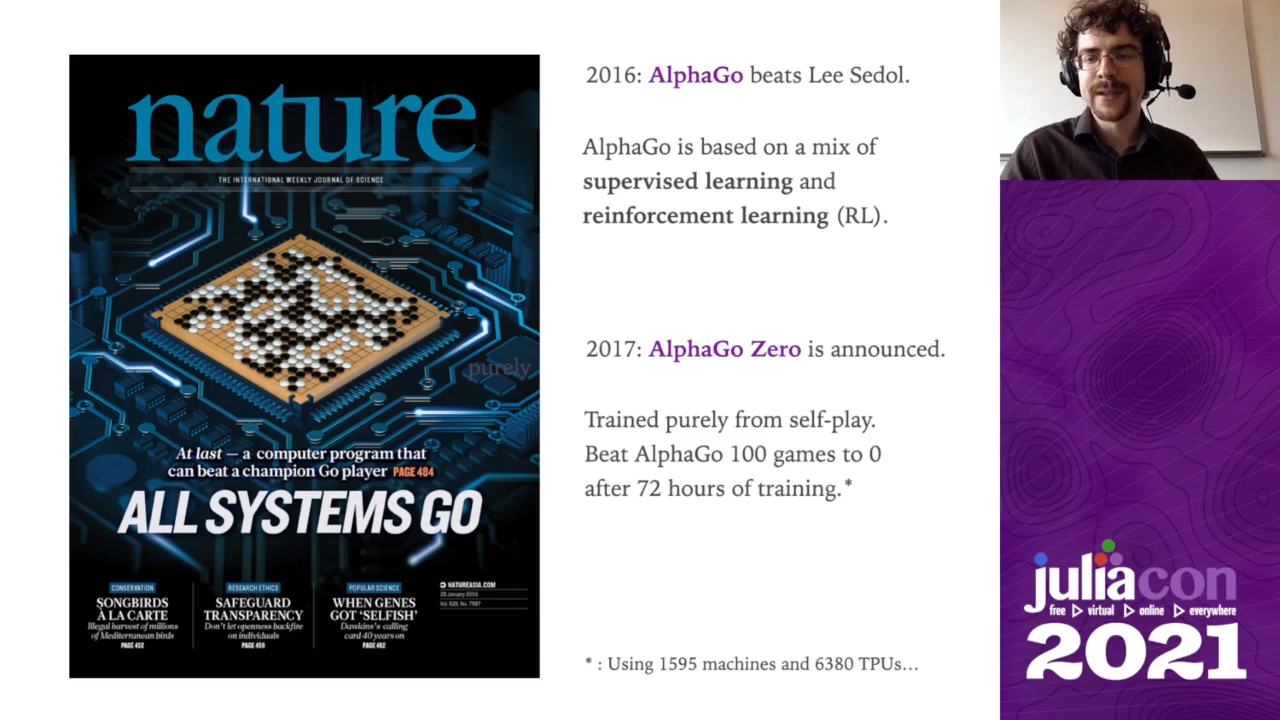 nature
THE INTERNATIONAL WEEKLY JOURNAL OF SCIENCE
purely
At last — a computer program that
can beat a champion Go player PAGE 484
ALL SYSTEMS GO
CONSERVATION
SONGBIRDS
À LA CARTE
Illegal harvest of millions
of Mediterranean birds
PAGE 452
RESEARCH ETHICS
SAFEGUARD
TRANSPARENCY
Don't let openness backfire
on individuals
PAGE 459
POPULAR SCIENCE
WHEN GENES
GOT 'SELFISH'
Dawkins's calling
card 40 years on
PAGE 462
NATUREASIA.COM
28 January 2016
Vol. 529, No. 7587
2016: AlphaGo beats Lee Sedol.
AlphaGo is based on a mix of
supervised learning and
reinforcement learning (RL).
2017: AlphaGo Zero is announced.
Trained purely from self-play.
Beat AlphaGo 100 games to 0
after 72 hours of training.*
* : Using 1595 machines and 6380 TPUs…
juliacon
free ▷ virtual ▷ online ▷ everywhere
2021